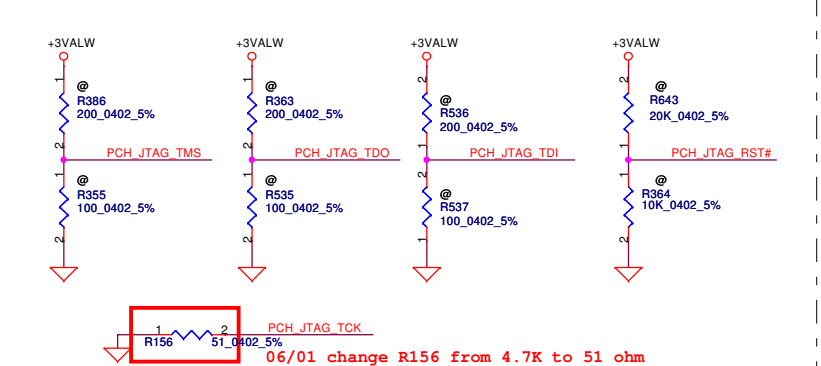 +3VALW
+3VALW
+3VALW
+3VALW
1
@
R386
200_0402_5%
2
PCH_JTAG_TMS
1
@
R355
100_0402_5%
2
1
@
R363
200_0402_5%
2
PCH_JTAG_TDO
1
@
R535
100_0402_5%
2
2
@
R536
200_0402_5%
1
PCH_JTAG_TDI
2
@
R537
100_0402_5%
1
2
@
R643
20K_0402_5%
1
PCH_JTAG_RST#
1
@
R364
10K_0402_5%
2
1
2
PCH_JTAG_TCK
R156
51_0402_5%
06/01 change R156 from 4.7K to 51 ohm